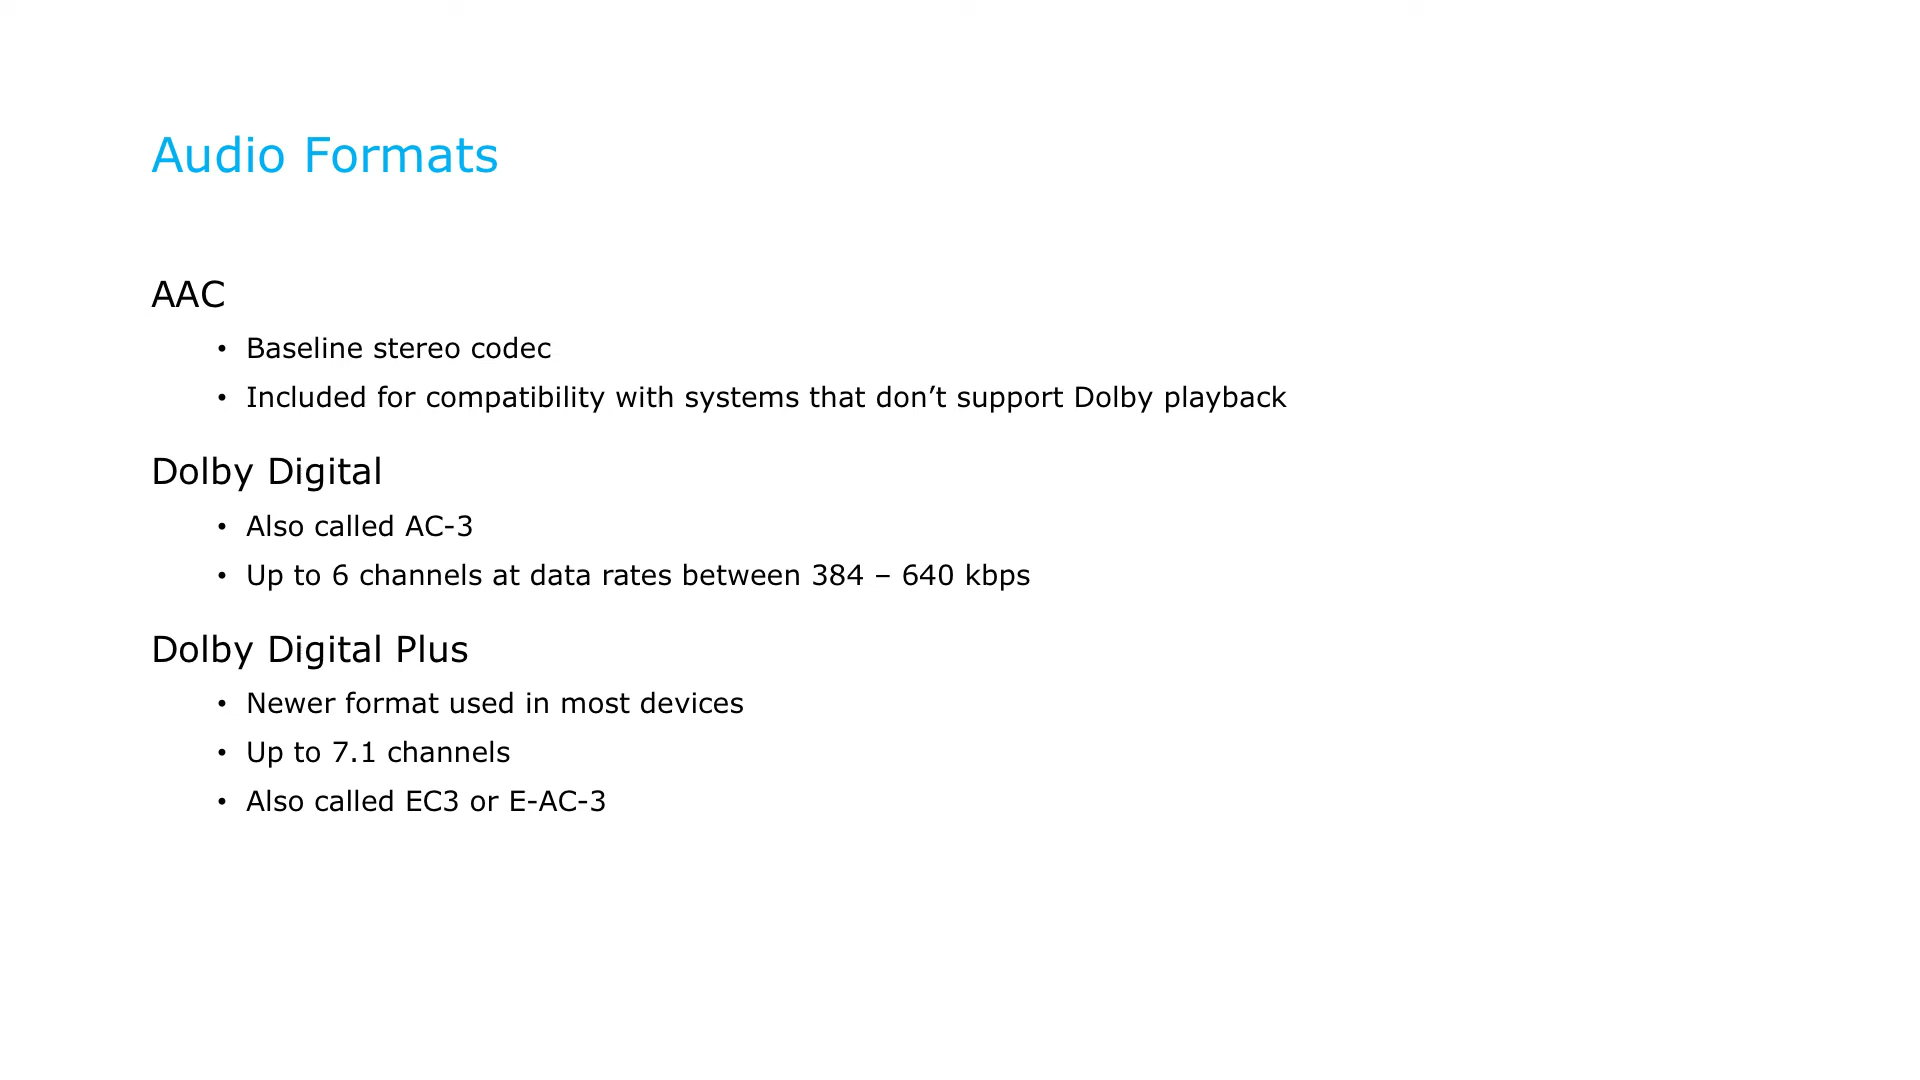 Audio Formats
AAC
• Baseline stereo codec
• Included for compatibility with systems that don’t support Dolby playback
Dolby Digital
• Also called AC-3
• Up to 6 channels at data rates between 384 – 640 kbps
Dolby Digital Plus
• Newer format used in most devices
• Up to 7.1 channels
• Also called EC3 or E-AC-3